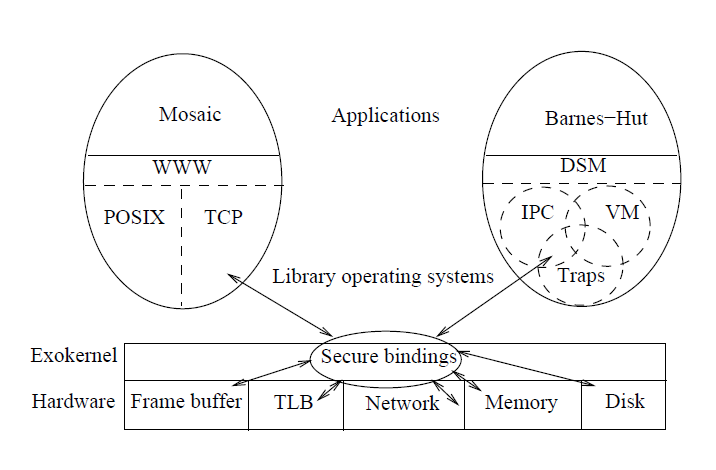 Mosaic
Applications
Barnes−Hut
WWW
DSM
POSIX
TCP
IPC
VM
Library operating systems
Traps
Exokernel
Secure bindings
Hardware
Frame buffer
TLB
Network
Memory
Disk